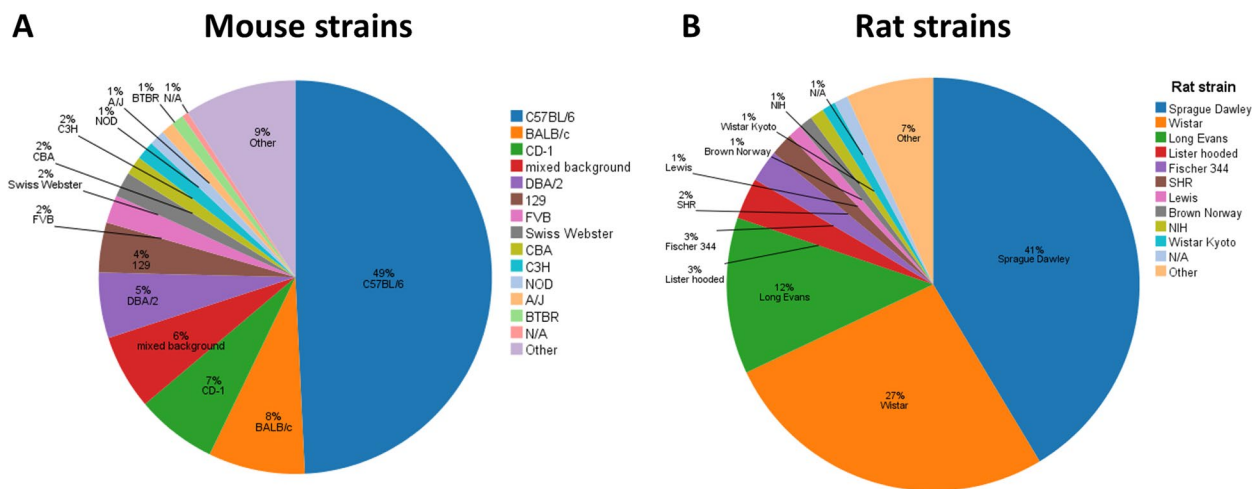 A
Mouse strains
49%
C57BL/6
8%
BALB/c
7%
CD-1
6%
mixed background
5%
DBA/2
4%
129
2%
FVB
2%
Swiss Webster
2%
CBA
2%
C3H
1%
NOD
1%
A/J
1%
BTBR
1%
N/A
9%
Other
C57BL/6
BALB/c
CD-1
mixed background
DBA/2
129
FVB
Swiss Webster
CBA
C3H
NOD
A/J
BTBR
N/A
Other
B
Rat strains
41%
Sprague Dawley
27%
Wistar
12%
Long Evans
3%
Lister hooded
3%
Fischer 344
2%
SHR
1%
Lewis
1%
Brown Norway
1%
Wistar Kyoto
1%
NIH
1%
N/A
7%
Other
Rat strain
Sprague Dawley
Wistar
Long Evans
Lister hooded
Fischer 344
SHR
Lewis
Brown Norway
NIH
Wistar Kyoto
N/A
Other